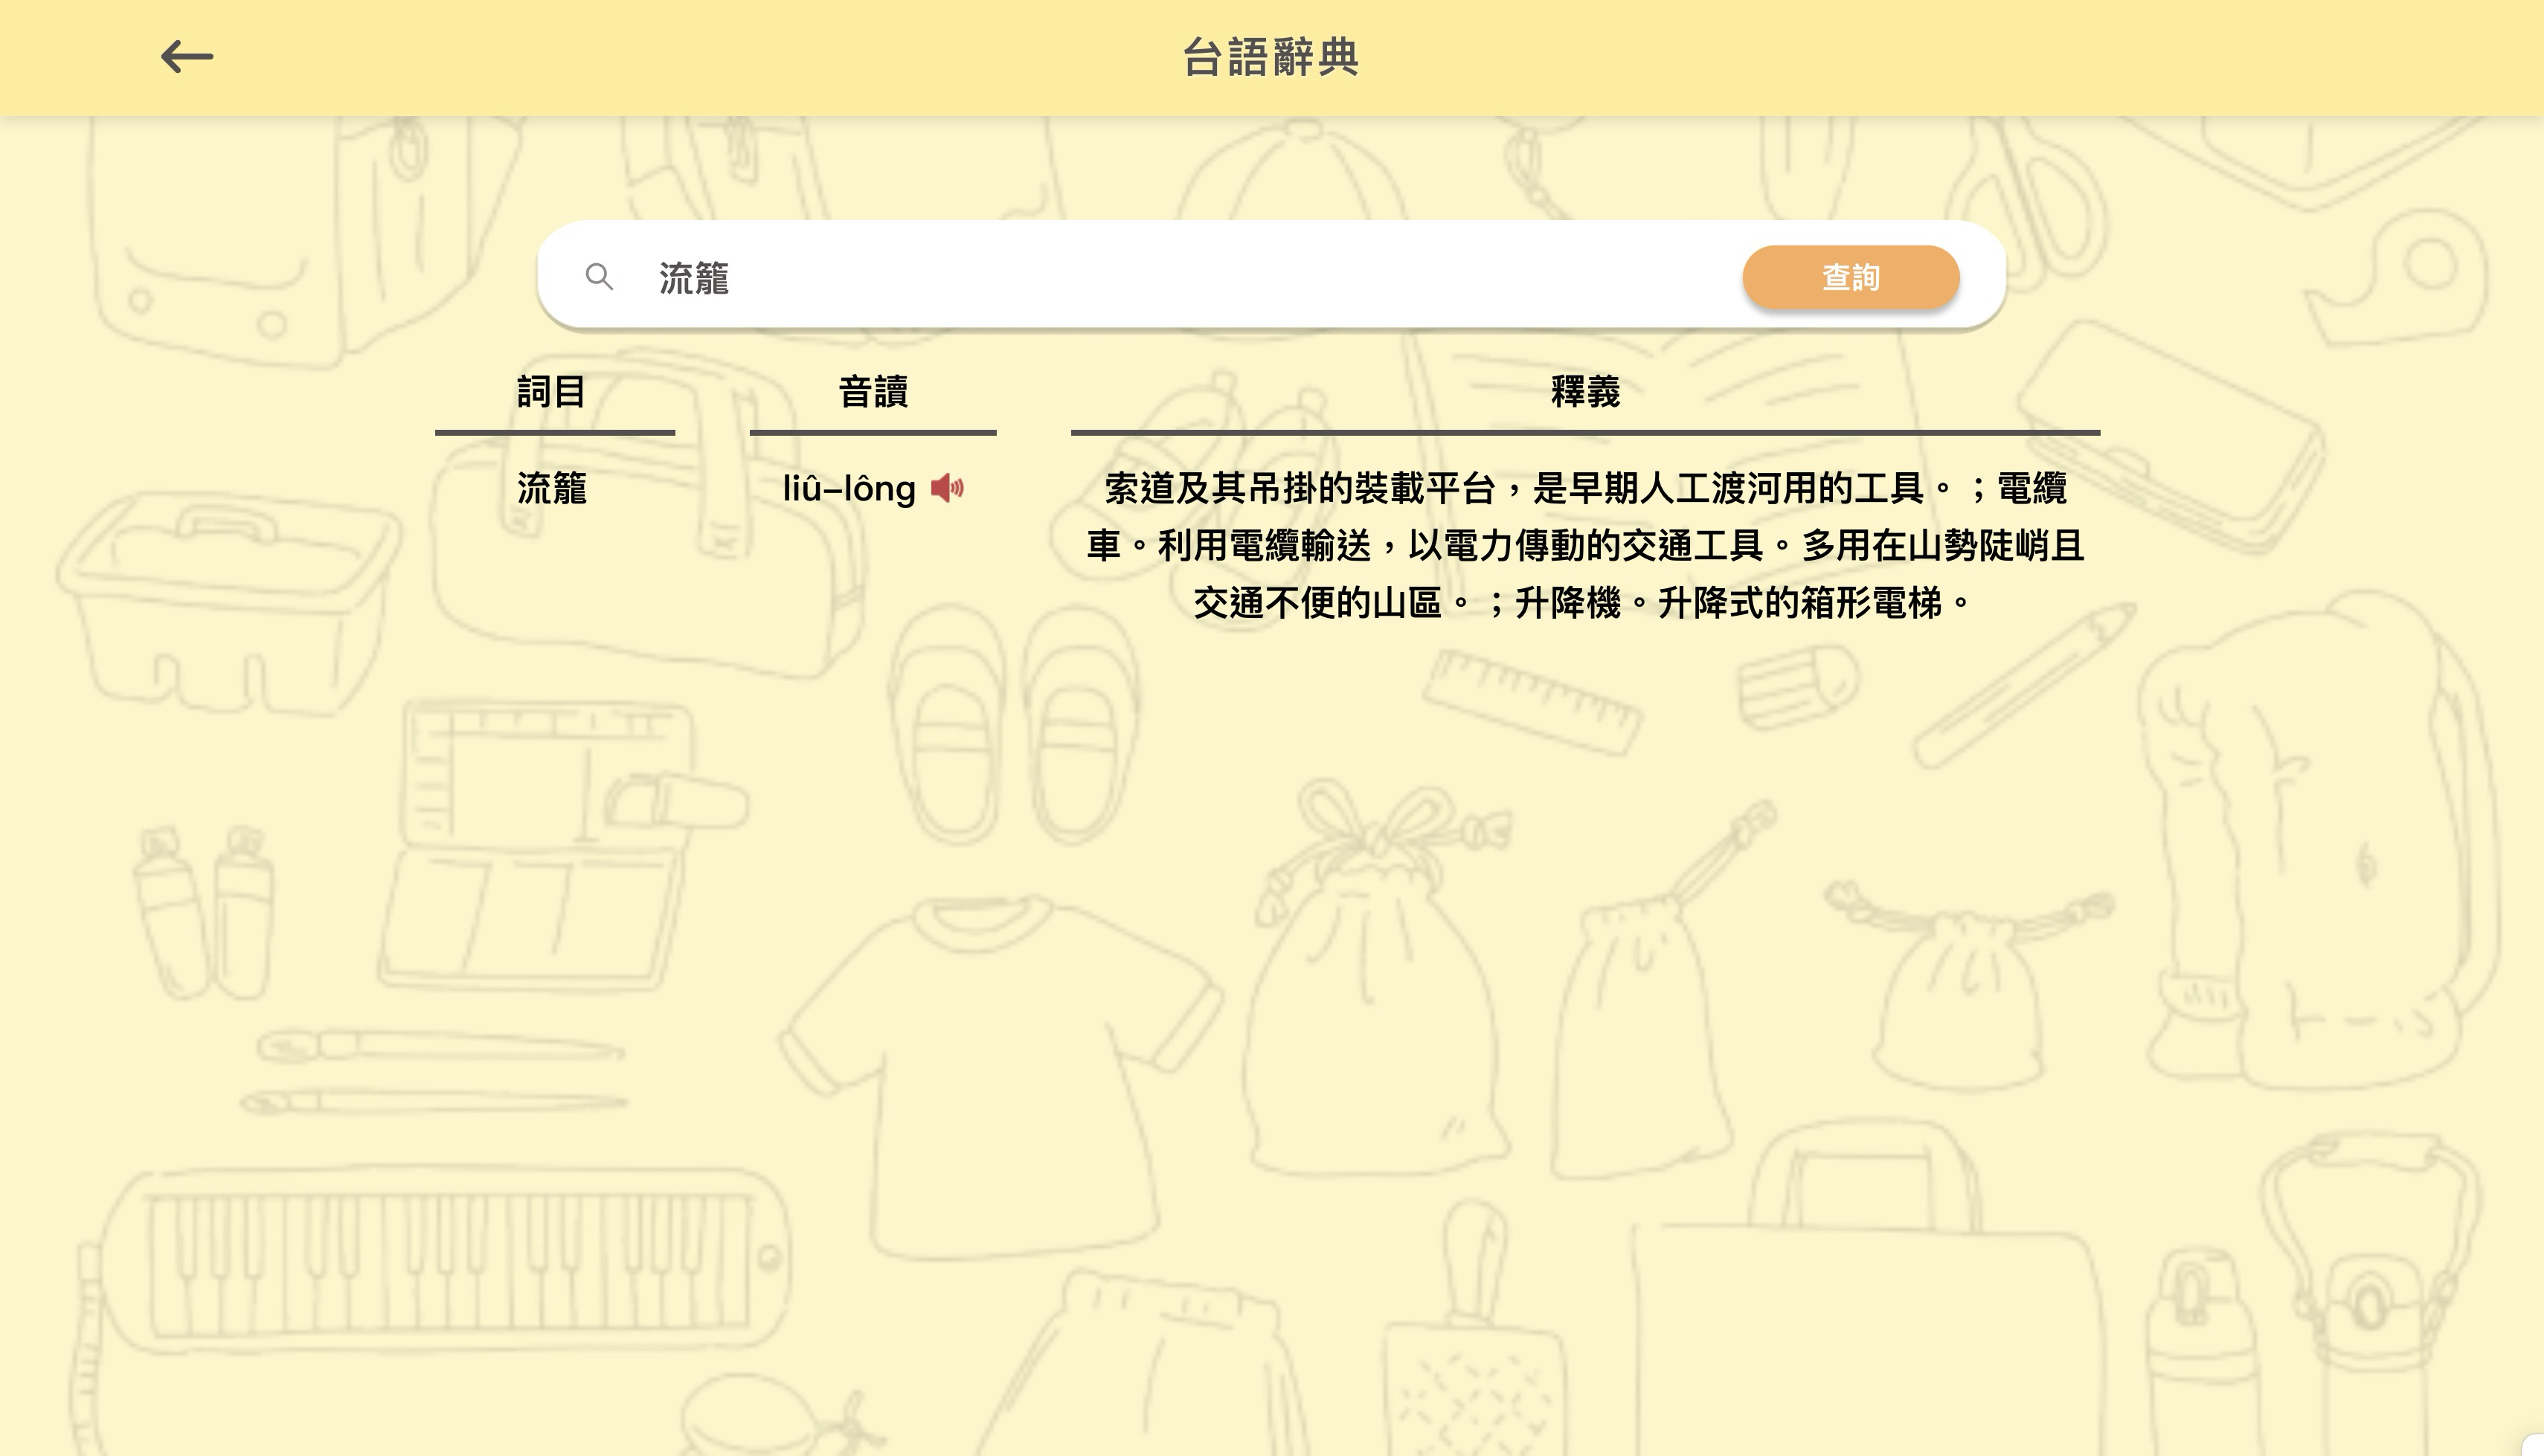 台語辭典
流籠
查詢
詞目
音讀
釋義
流籠
liû-lông
索道及其吊掛的裝載平台，是早期人工渡河用的工具。；電纜
車。利用電纜輸送，以電力傳動的交通工具。多用在山勢陡峭且
交通不便的山區。；升降機。升降式的箱形電梯。